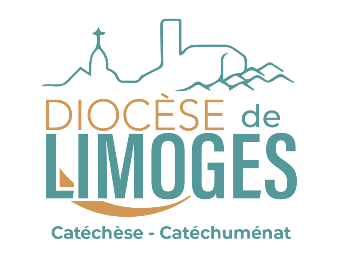 DIOCÈSE de
LIMOGES
Catéchèse - Catéchuménat